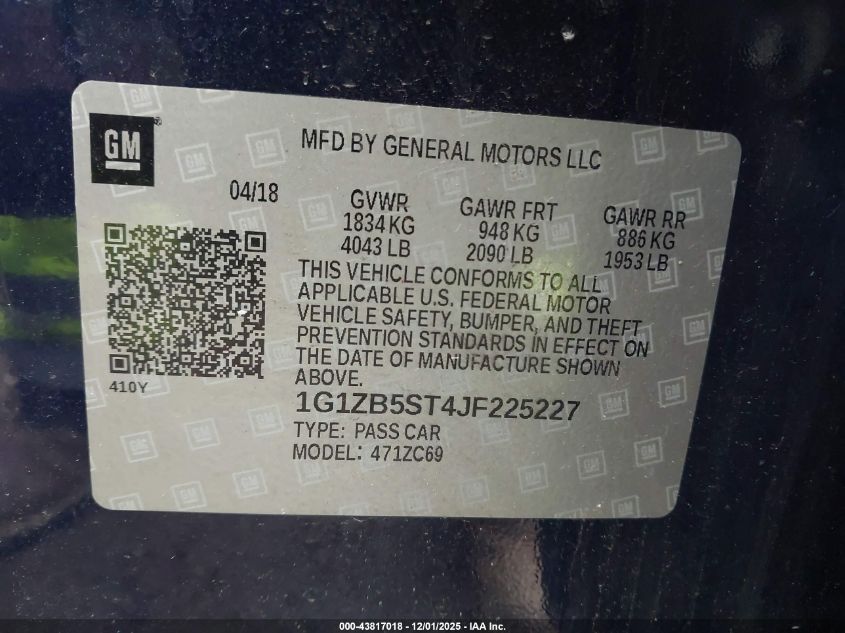 GM
MFD BY GENERAL MOTORS LLC
04/18
GVWR
1834 KG
4043 LB
GAWR FRT
948 KG
2090 LB
GAWR RR
886 KG
1953 LB
THIS VEHICLE CONFORMS TO ALL
APPLICABLE U.S. FEDERAL MOTOR
VEHICLE SAFETY, BUMPER, AND THEFT
PREVENTION STANDARDS IN EFFECT ON
THE DATE OF MANUFACTURE SHOWN
ABOVE.
410Y
1G1ZB5ST4JF225227
TYPE: PASS CAR
MODEL: 471ZC69
000-43817018 - 12/01/2025 - IAA Inc.